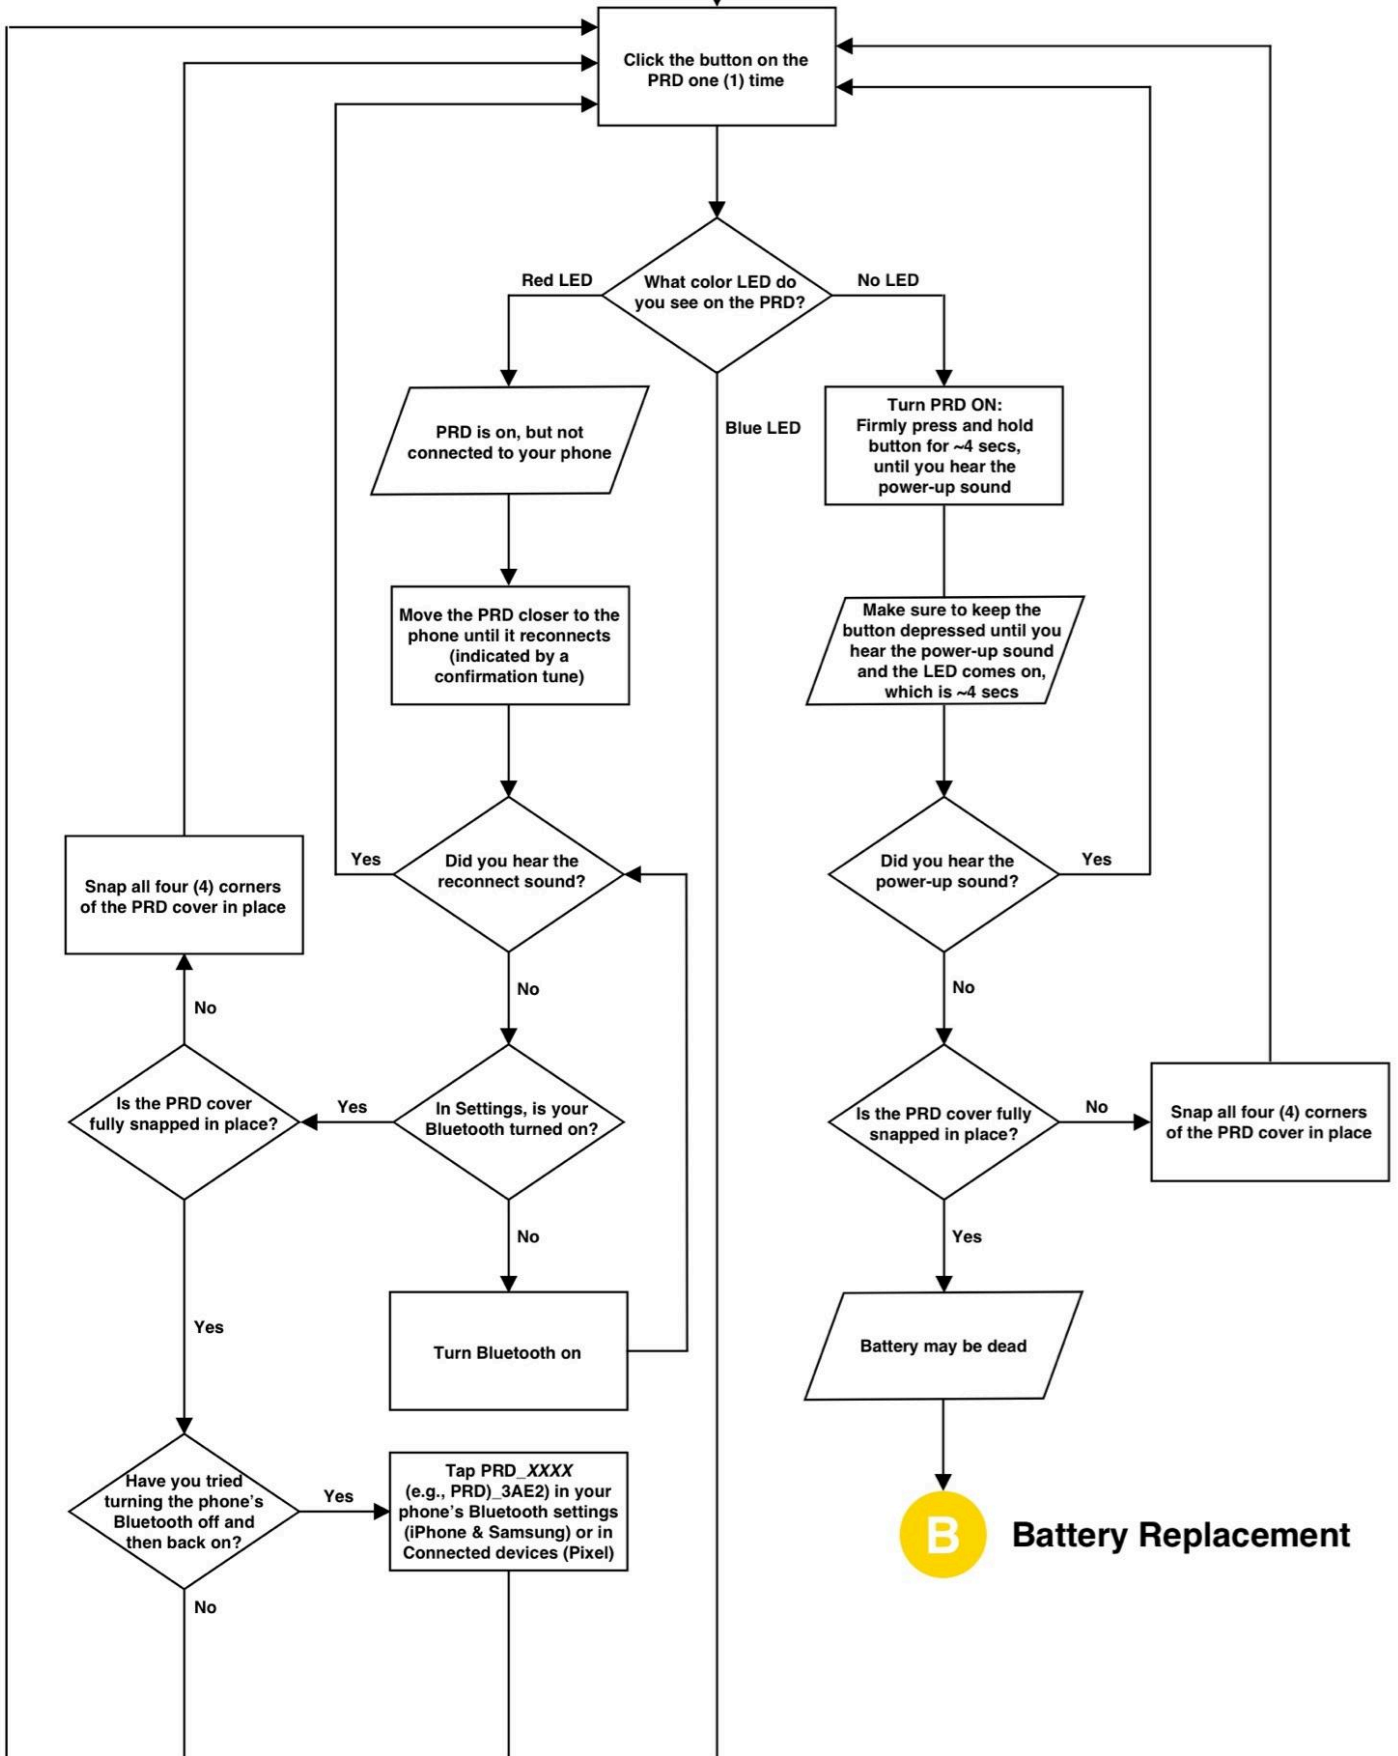 Click the button on the
PRD one (1) time
Red LED
What color LED do
you see on the PRD?
No LED
PRD is on, but not
connected to your phone
Blue LED
Turn PRD ON:
Firmly press and hold
button for ~4 secs,
until you hear the
power-up sound
Move the PRD closer to the
phone until it reconnects
(indicated by a
confirmation tune)
Make sure to keep the
button depressed until you
hear the power-up sound
and the LED comes on,
which is ~4 secs
Snap all four (4) corners
of the PRD cover in place
Yes
Did you hear the
reconnect sound?
Did you hear the
power-up sound?
Yes
No
No
No
Is the PRD cover
fully snapped in place?
Yes
In Settings, is your
Bluetooth turned on?
Is the PRD cover fully
snapped in place?
No
Snap all four (4) corners
of the PRD cover in place
No
Yes
Yes
Turn Bluetooth on
Battery may be dead
Have you tried
turning the phone's
Bluetooth off and
then back on?
Yes
Tap PRD_XXXX
(e.g., PRD)_3AE2) in your
phone's Bluetooth settings
(iPhone & Samsung) or in
Connected devices (Pixel)
B
Battery Replacement
No